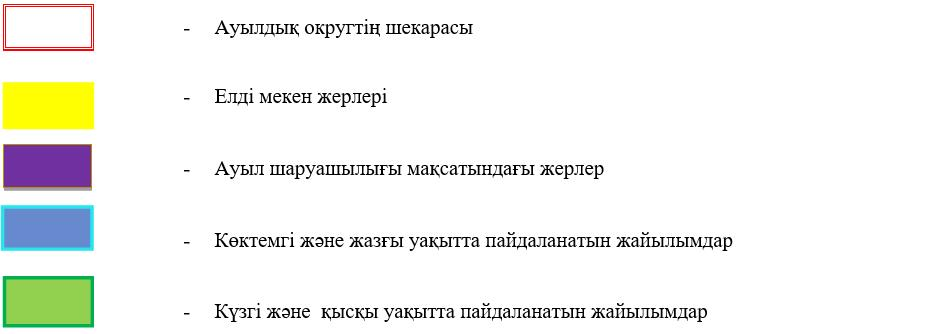 - Ауылдық округтің шекарасы
- Елді мекен жерлері
- Ауыл шаруашылығы мақсатындағы жерлер
- Көктемгі және жазғы уақытта пайдаланатын жайылымдар
- Күзгі және  қысқы уақытта пайдаланатын жайылымдар